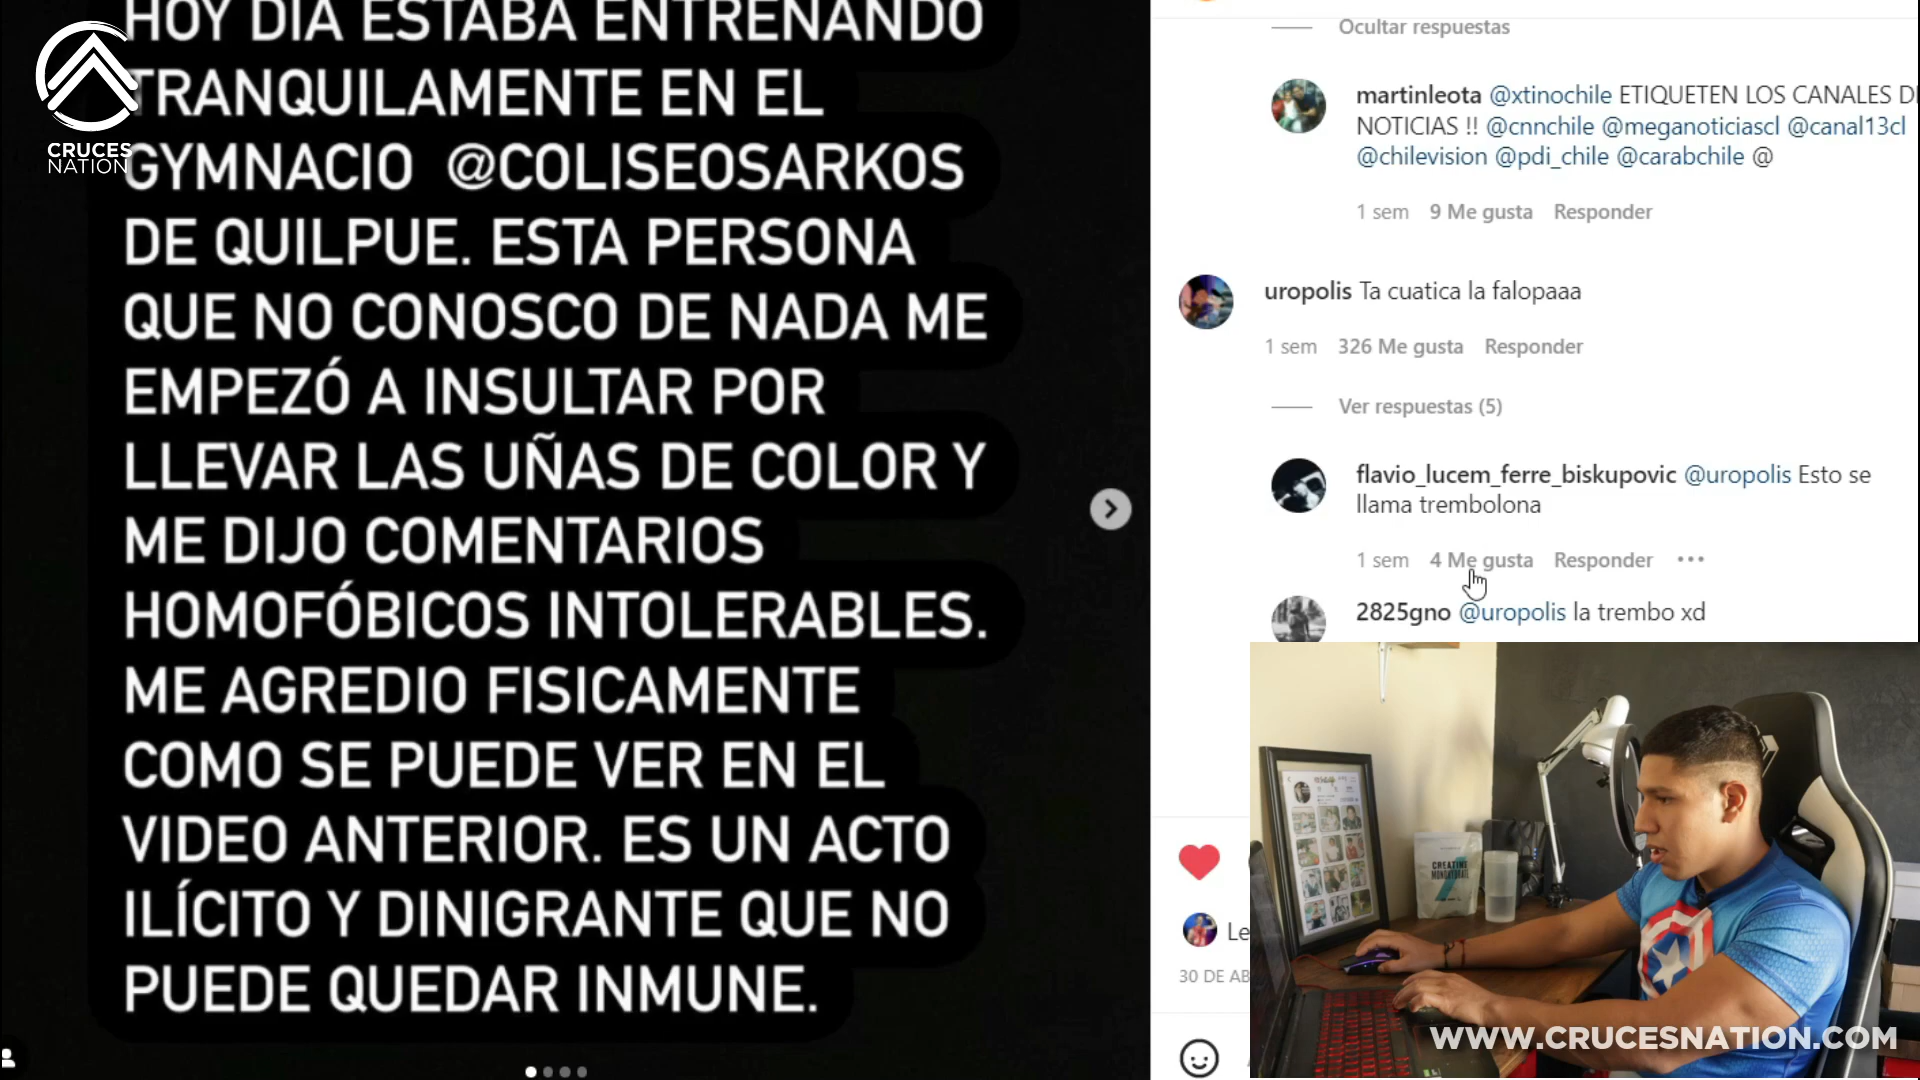 HOY DIA ESTABA ENTRENANDO
TRANQUILAMENTE EN EL
GYMNACIO @COLISEOSARKOS
DE QUILPUE. ESTA PERSONA
QUE NO CONOSCO DE NADA ME
EMPEZÓ A INSULTAR POR
LLEVAR LAS UÑAS DE COLOR Y
ME DIJO COMENTARIOS
HOMOFÓBICOS INTOLERABLES.
ME AGREDIO FISICAMENTE
COMO SE PUEDE VER EN EL
VIDEO ANTERIOR. ES UN ACTO
ILÍCITO Y DINIGRANTE QUE NO
PUEDE QUEDAR INMUNE.
CRUCES
NATION
Ocultar respuestas
martinleota @xtinochile ETIQUETEN LOS CANALES D
NOTICIAS !! @cnnchile @meganoticiascl @canal13cl
@chilevision @pdi_chile @carabchile @
1 sem 9 Me gusta Responder
uropolis Ta cuatica la falopaaa
1 sem 326 Me gusta Responder
Ver respuestas (5)
flavio_lucem_ferre_biskupovic @uropolis Esto se
llama trembolona
1 sem 4 Me gusta Responder
2825gno @uropolis la trembo xd
Le
30 DE AB
CREATINE
MONOHYDRATE
WWW.CRUCESNATION.COM